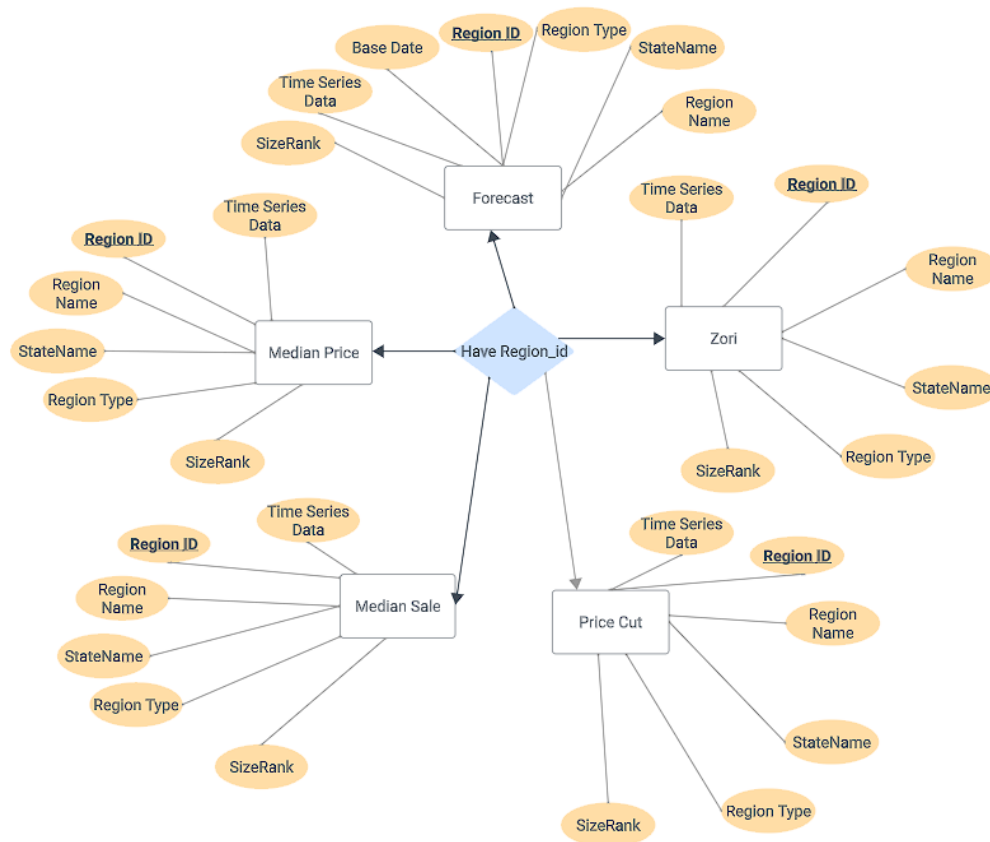 Region ID
Region Type
Base Date
StateName
Time Series
Data
Region
Name
SizeRank
Forecast
Time Series
Data
Region ID
Region
Name
StateName
Region Type
SizeRank
Median Price
Have Region_id
Time Series
Data
Region ID
Region
Name
StateName
Region Type
SizeRank
Zori
Time Series
Data
Region ID
Region
Name
StateName
Region Type
SizeRank
Median Sale
Time Series
Data
Region ID
Region
Name
StateName
Region Type
SizeRank
Price Cut